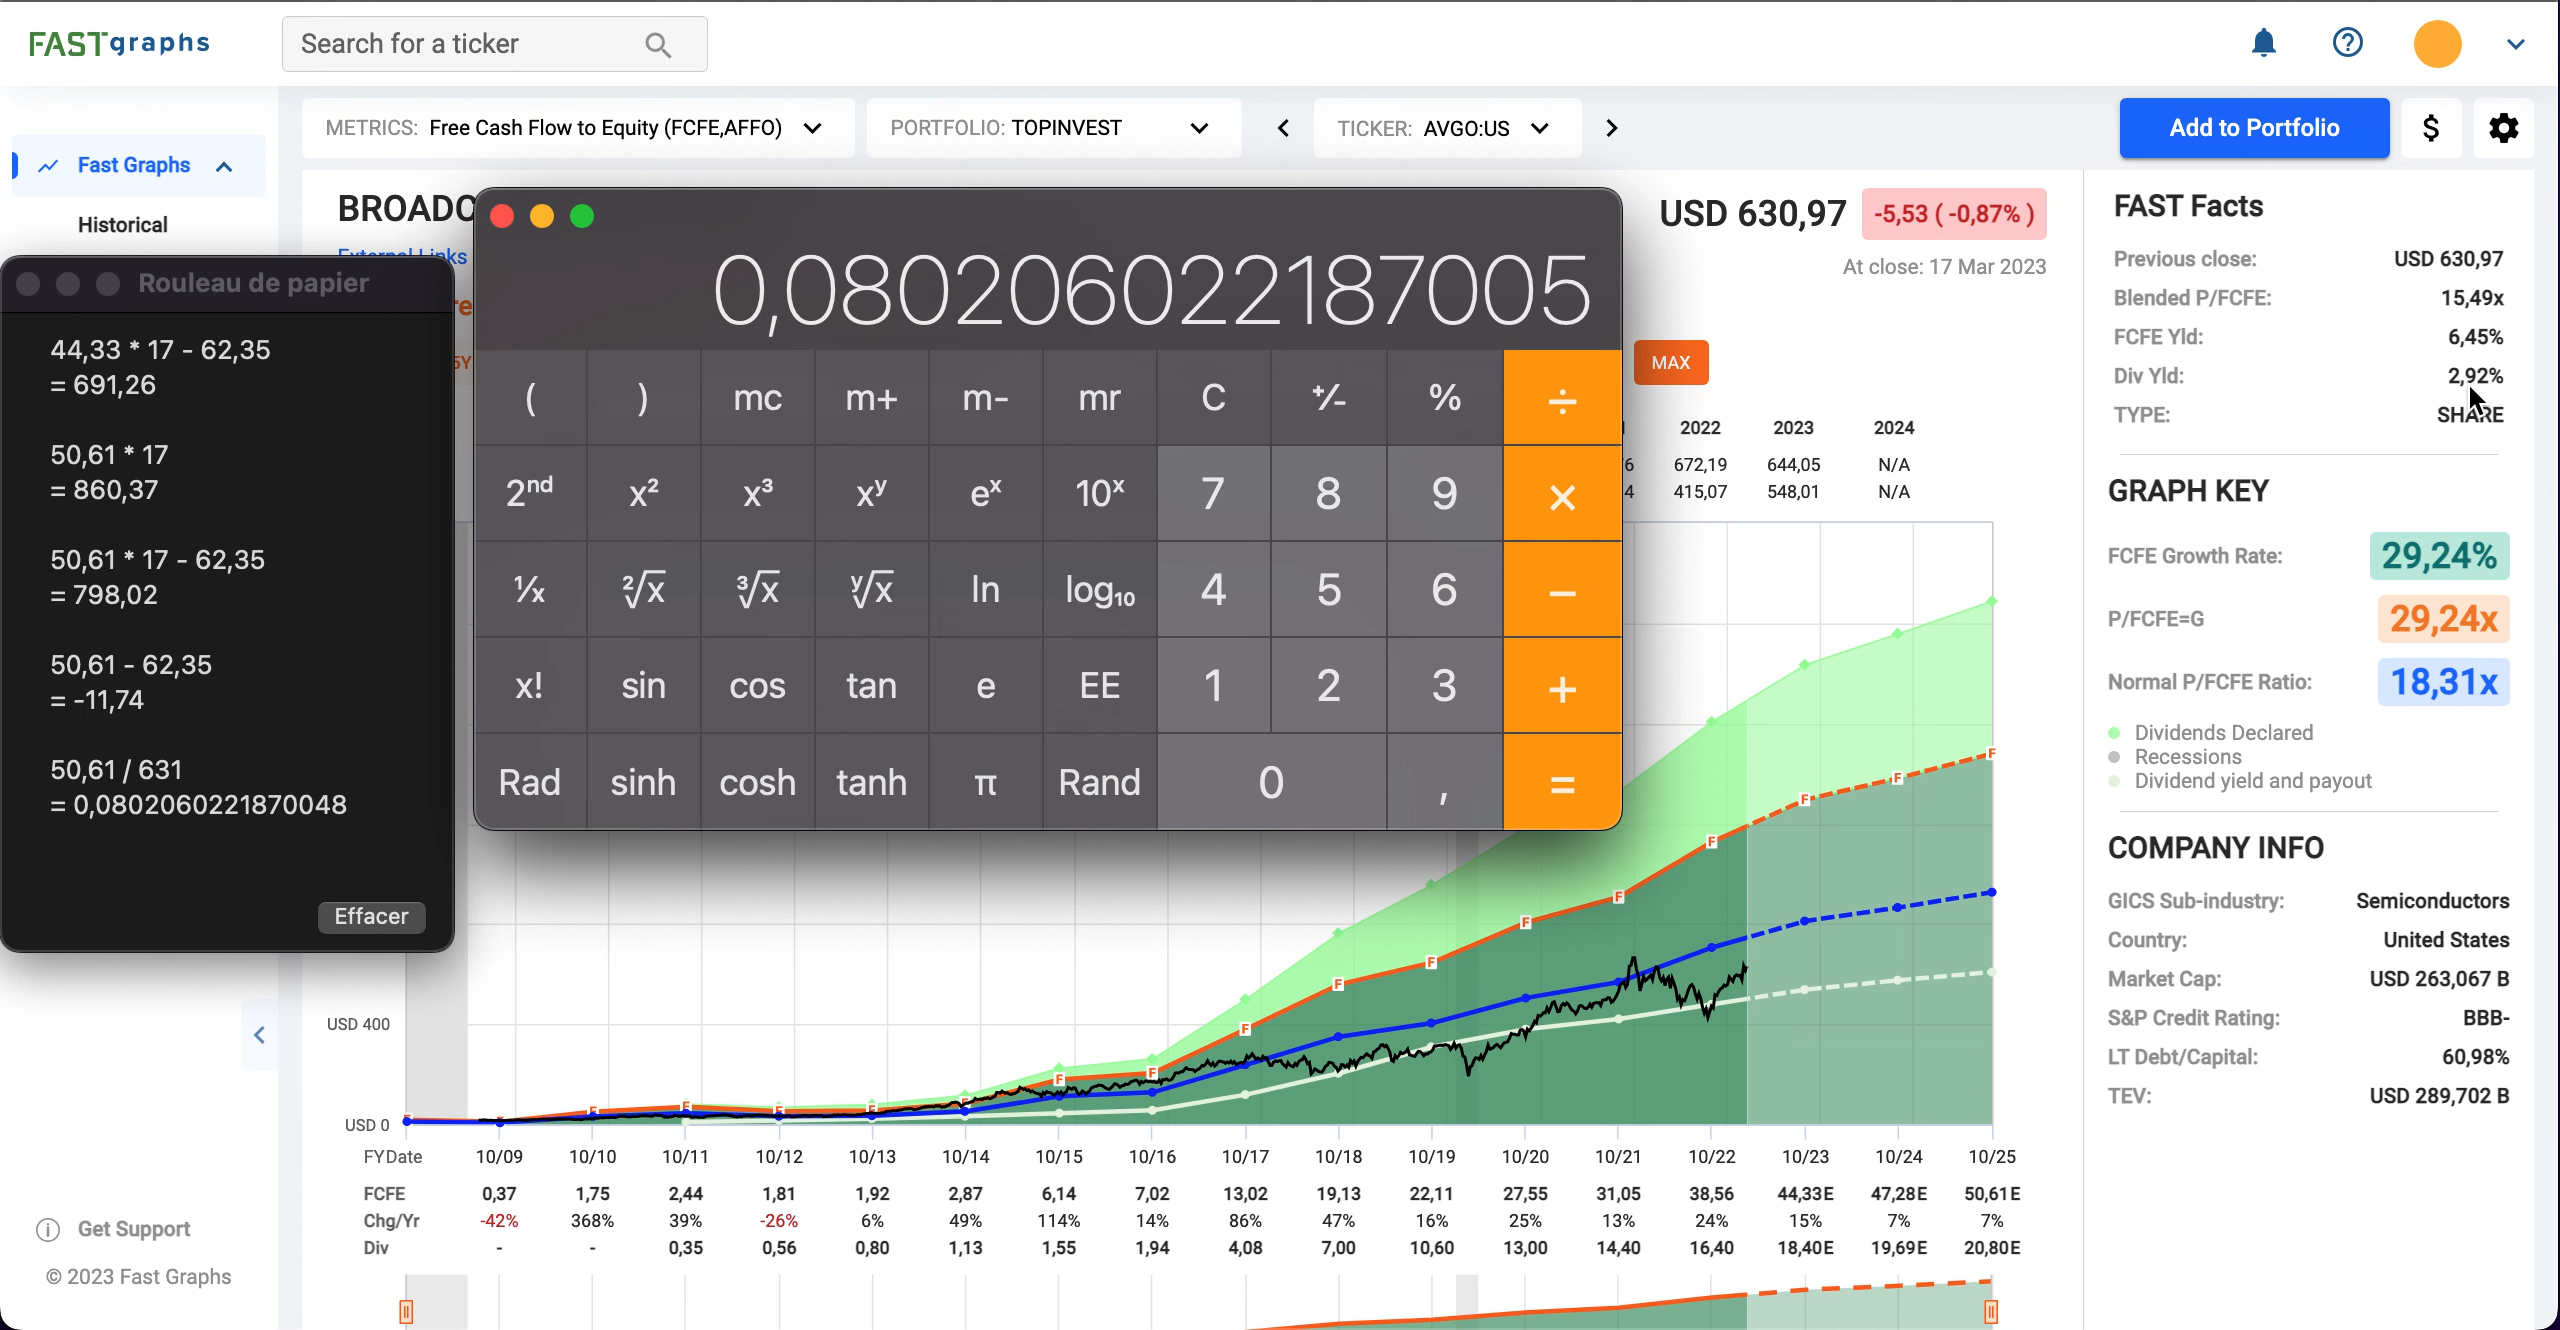 FASTgraphs
Search for a ticker
METRICS: Free Cash Flow to Equity (FCFE,AFFO)
PORTFOLIO: TOPINVEST
TICKER: AVGO:US
Add to Portfolio
$
Fast Graphs
Historical
BROADC
USD 630,97
-5,53 ( -0,87% )
At close: 17 Mar 2023
MAX
2022 2023 2024
672,19 644,05 N/A
415,07 548,01 N/A
Rouleau de papier
44,33 * 17 - 62,35
= 691,26
50,61 * 17
= 860,37
50,61 * 17 - 62,35
= 798,02
50,61 - 62,35
= -11,74
50,61 / 631
= 0,0802060221870048
Effacer
0,0802060221870​05
( ) mc m+ m- mr C +⁄- % ÷
2nd x² x³ xʸ eˣ 10ˣ 7 8 9 ×
1⁄x ²√x ³√x ʸ√x ln log₁₀ 4 5 6 −
x! sin cos tan e EE 1 2 3 +
Rad sinh cosh tanh π Rand 0 , =
FAST Facts
Previous close: USD 630,97
Blended P/FCFE: 15,49x
FCFE Yld: 6,45%
Div Yld: 2,92%
TYPE: SHARE
GRAPH KEY
FCFE Growth Rate: 29,24%
P/FCFE=G 29,24x
Normal P/FCFE Ratio: 18,31x
Dividends Declared
Recessions
Dividend yield and payout
COMPANY INFO
GICS Sub-industry: Semiconductors
Country: United States
Market Cap: USD 263,067 B
S&P Credit Rating: BBB-
LT Debt/Capital: 60,98%
TEV: USD 289,702 B
USD 400
USD 0
FYDate 10/09 10/10 10/11 10/12 10/13 10/14 10/15 10/16 10/17 10/18 10/19 10/20 10/21 10/22 10/23 10/24 10/25
FCFE 0,37 1,75 2,44 1,81 1,92 2,87 6,14 7,02 13,02 19,13 22,11 27,55 31,05 38,56 44,33E 47,28E 50,61E
Chg/Yr -42% 368% 39% -26% 6% 49% 114% 14% 86% 47% 16% 25% 13% 24% 15% 7% 7%
Div - - 0,35 0,56 0,80 1,13 1,55 1,94 4,08 7,00 10,60 13,00 14,40 16,40 18,40E 19,69E 20,80E
Get Support
© 2023 Fast Graphs